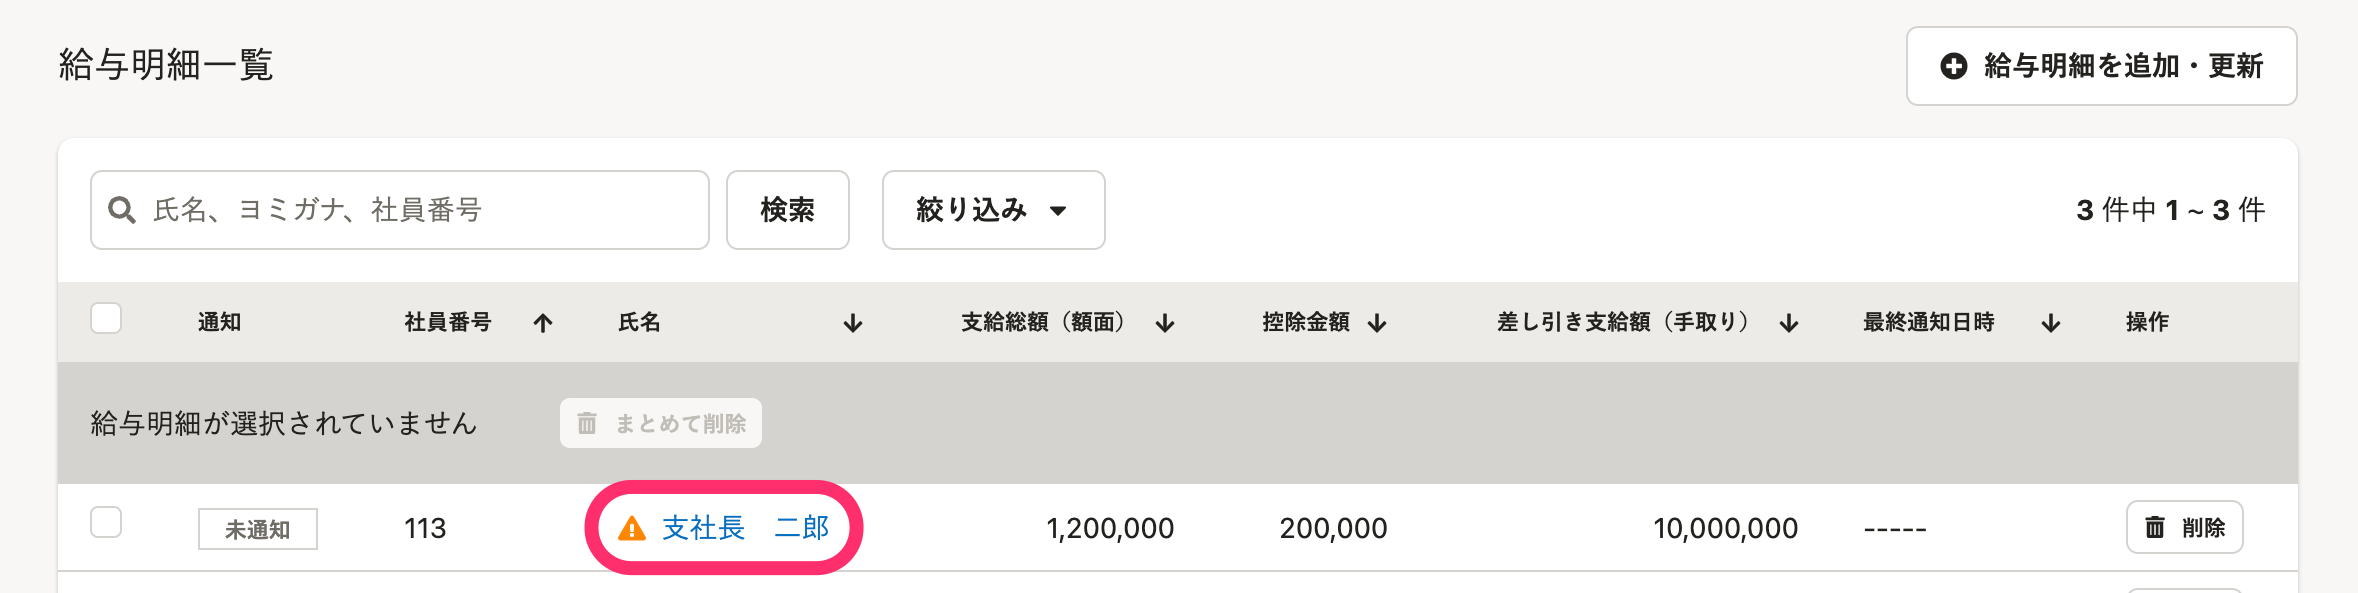 給与明細一覧
給与明細を追加・更新
氏名、ヨミガナ、社員番号
検索
絞り込み
3 件中 1 ~ 3 件
通知 社員番号 氏名 支給総額（額面） 控除金額 差し引き支給額（手取り） 最終通知日時 操作
給与明細が選択されていません まとめて削除
未通知 113 支社長　二郎 1,200,000 200,000 10,000,000 ----- 削除